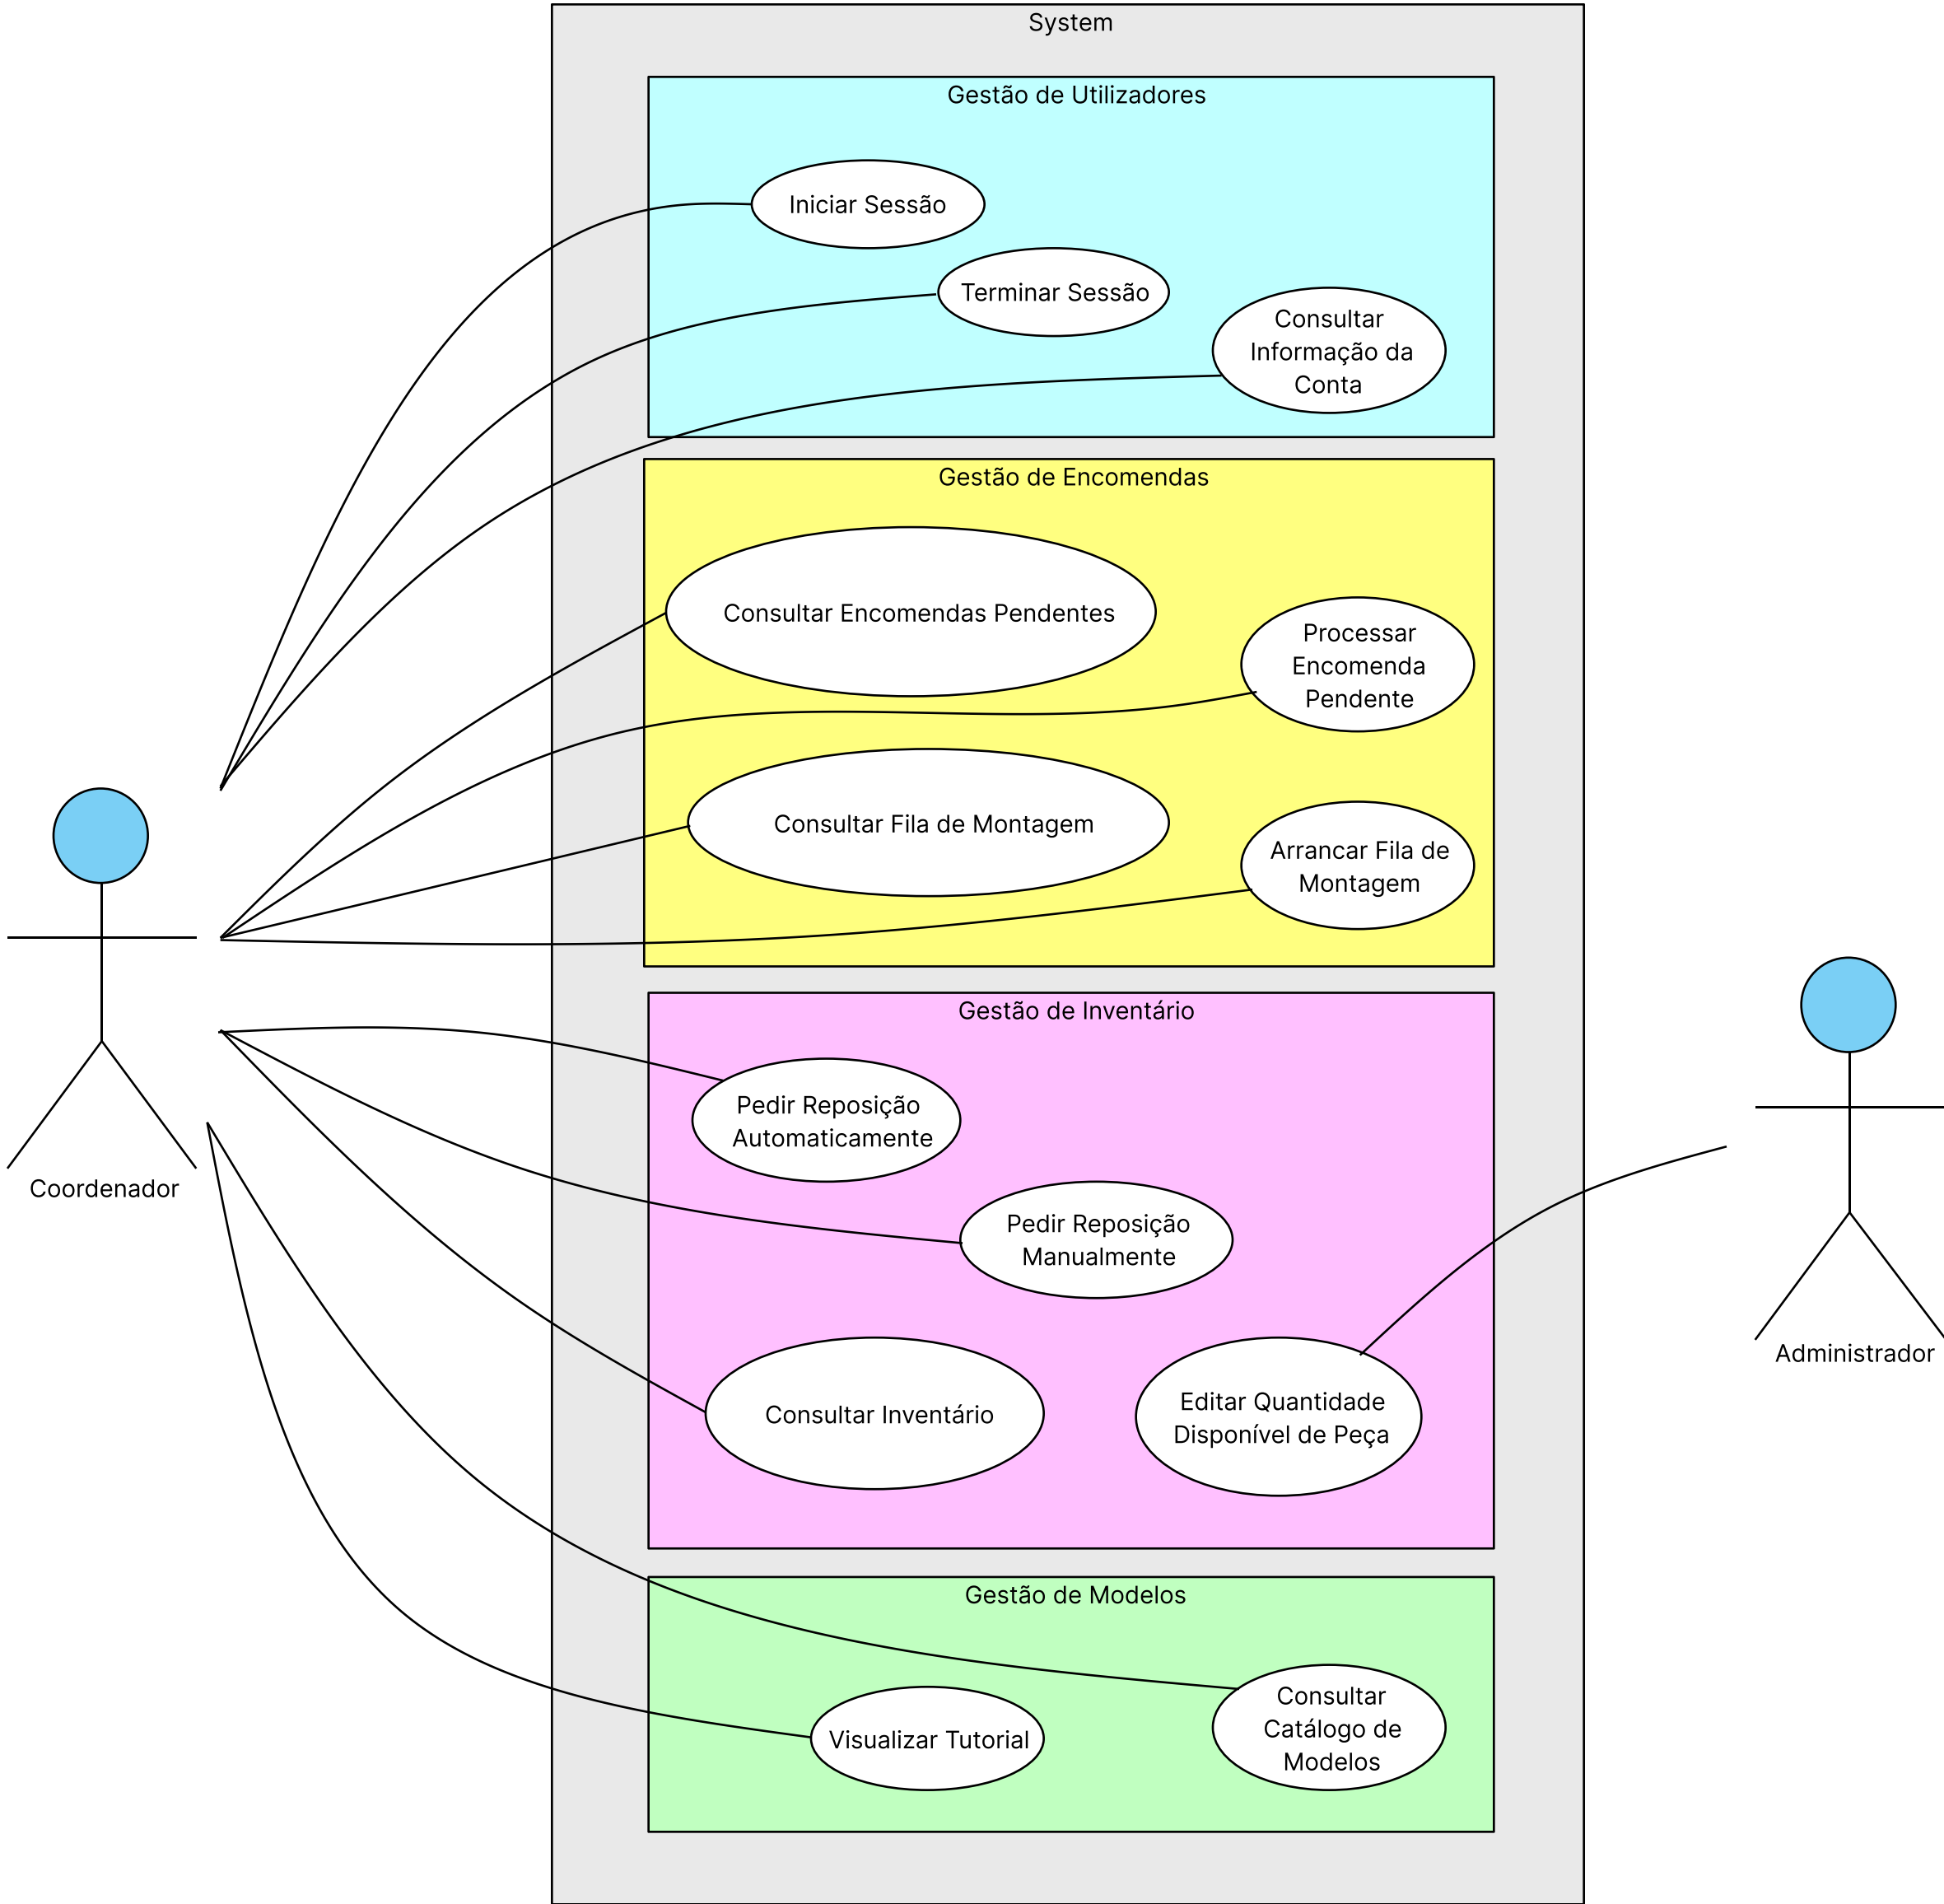 System
Gestão de Utilizadores
Iniciar Sessão
Terminar Sessão
Consultar
Informação da
Conta
Gestão de Encomendas
Consultar Encomendas Pendentes
Processar
Encomenda
Pendente
Consultar Fila de Montagem
Arrancar Fila de
Montagem
Coordenador
Gestão de Inventário
Pedir Reposição
Automaticamente
Pedir Reposição
Manualmente
Consultar Inventário
Editar Quantidade
Disponível de Peça
Administrador
Gestão de Modelos
Visualizar Tutorial
Consultar
Catálogo de
Modelos